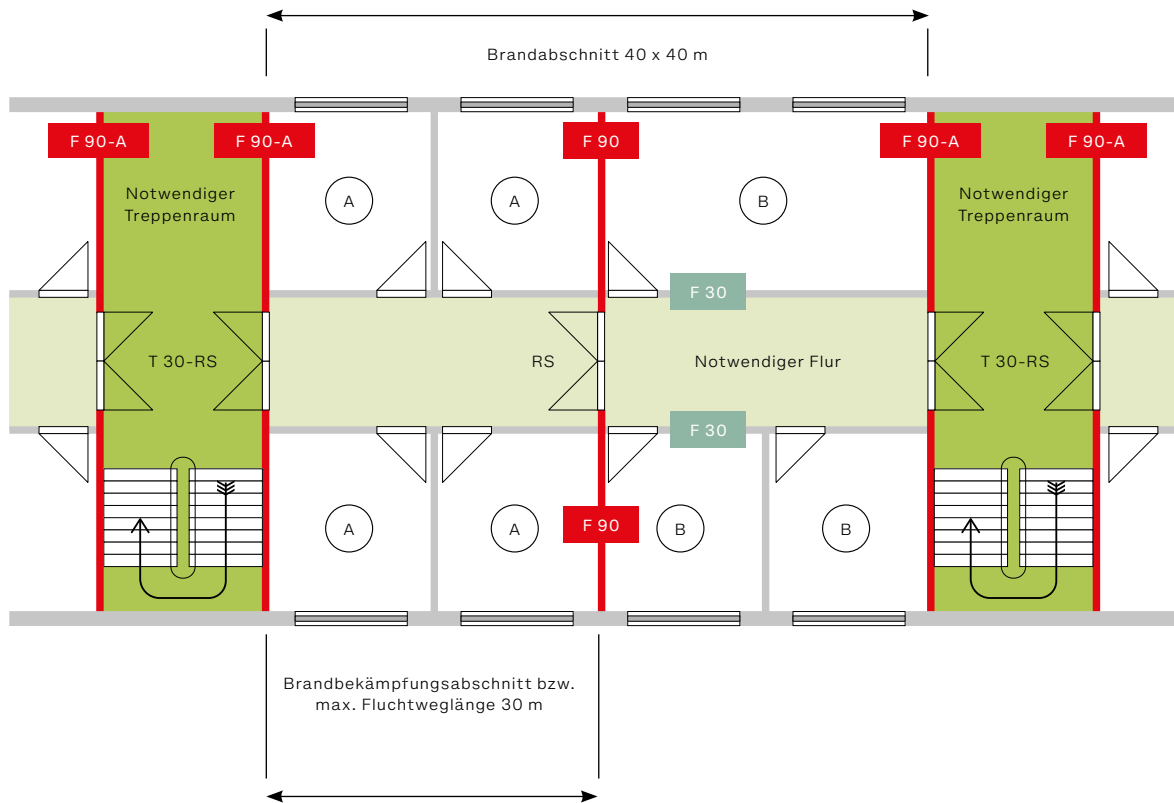 Brandabschnitt 40 x 40 m
F 90-A
F 90-A
F 90
F 90-A
F 90-A
Notwendiger
Treppenraum
A
A
B
Notwendiger
Treppenraum
F 30
T 30-RS
RS
Notwendiger Flur
T 30-RS
F 30
A
A
F 90
B
B
Brandbekämpfungsabschnitt bzw.
max. Fluchtweglänge 30 m